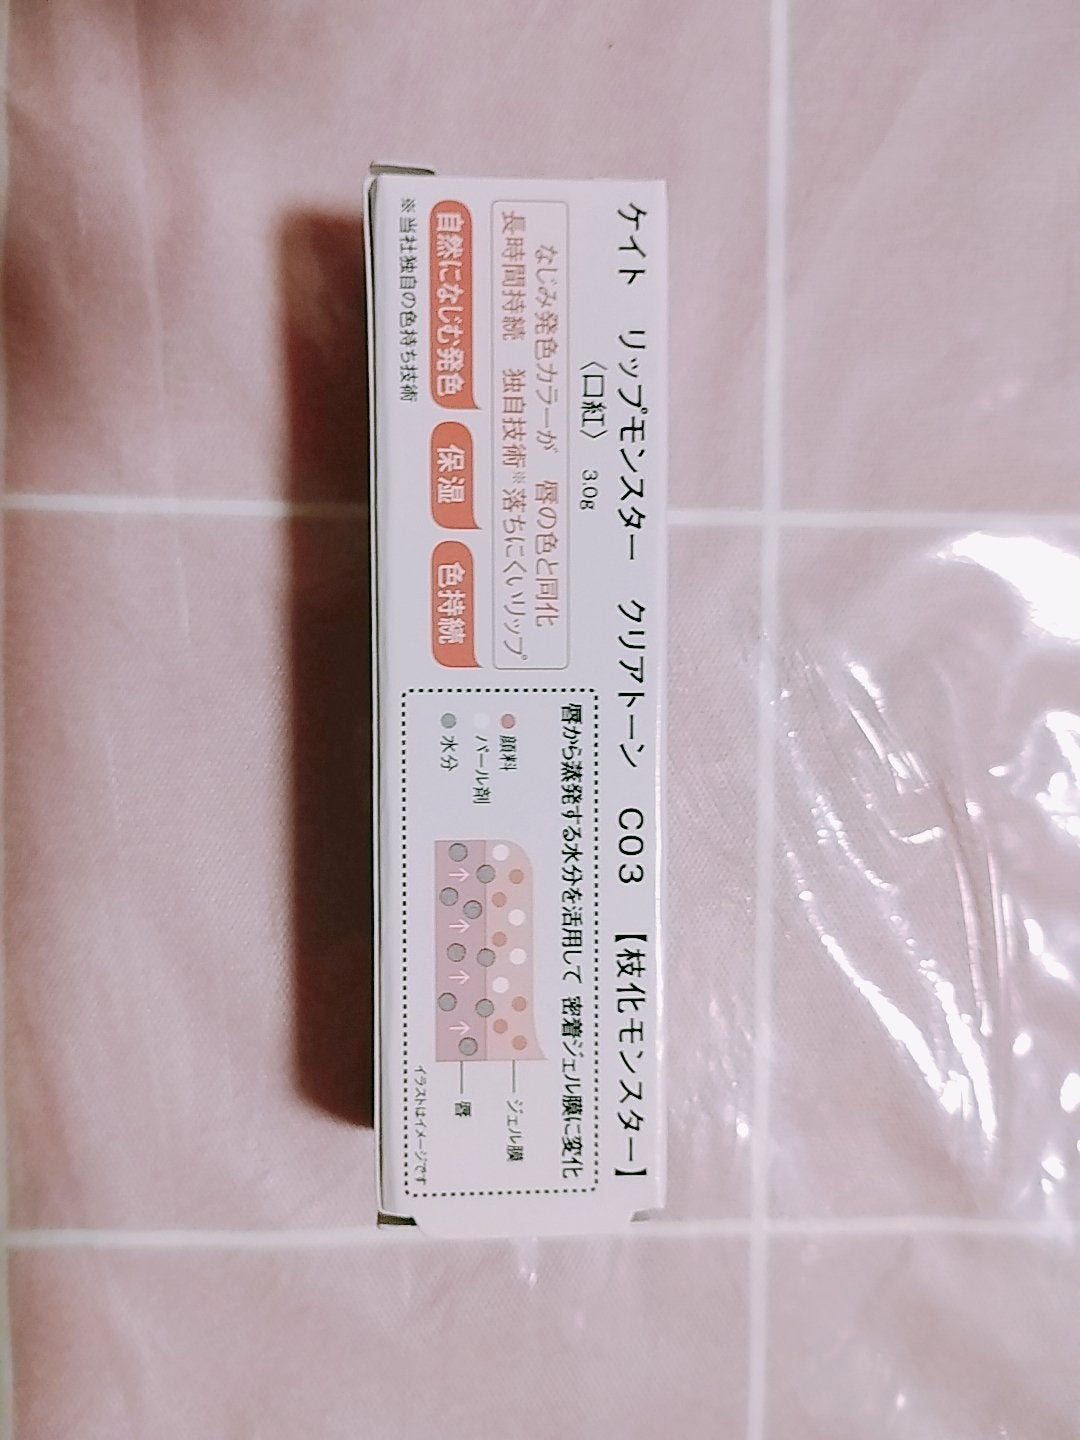 ケイト リップモンスター クリアトーン C03 【枝化モンスター】
〈口紅〉 3.0g
なじみ発色カラーが 唇の色と同化
長時間持続 独自技術※落ちにくいリップ
自然になじむ発色 保湿 色持続
※当社独自の色持ち技術
唇から蒸発する水分を活用して 密着ジェル膜に変化
顔料
パール剤
水分
ジェル膜
唇
イラストはイメージです